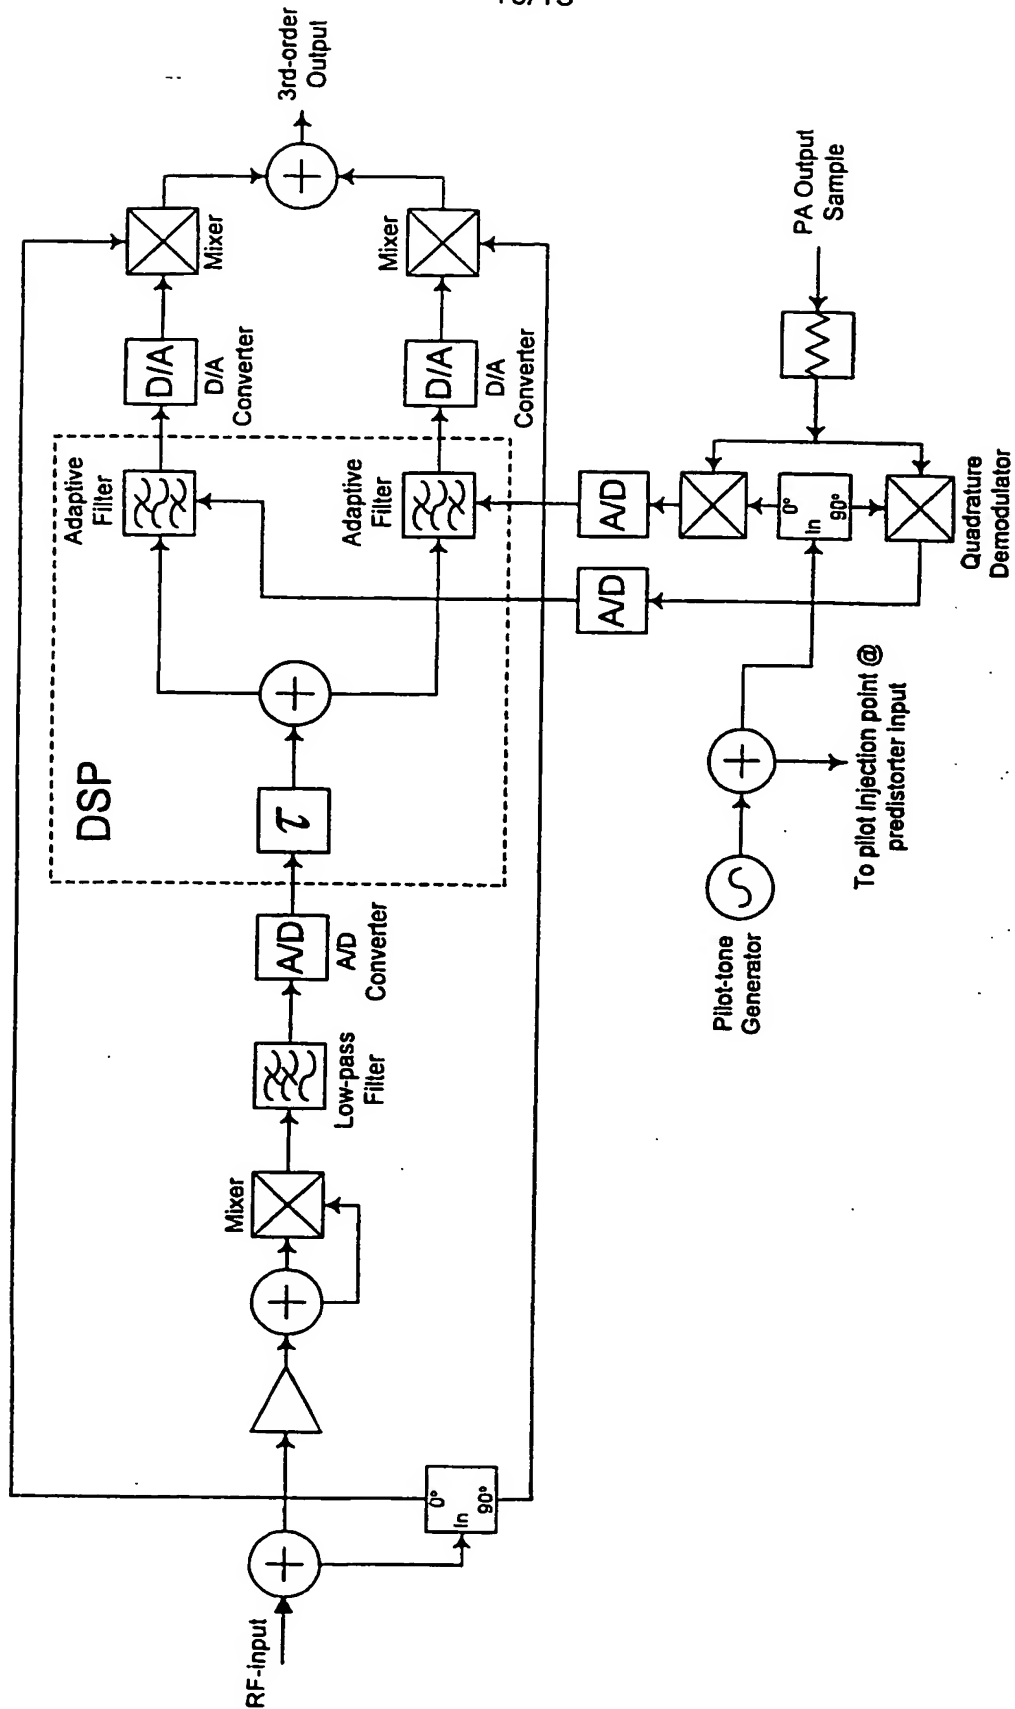 RF-input
In
0°
90°
Mixer
Low-pass
Filter
A/D
A/D
Converter
DSP
τ
Adaptive
Filter
Adaptive
Filter
D/A
D/A
Converter
D/A
D/A
Converter
Mixer
Mixer
3rd-order
Output
Pilot-tone
Generator
To pilot injection point @
predistorter input
A/D
A/D
In
0°
90°
Quadrature
Demodulator
PA Output
Sample